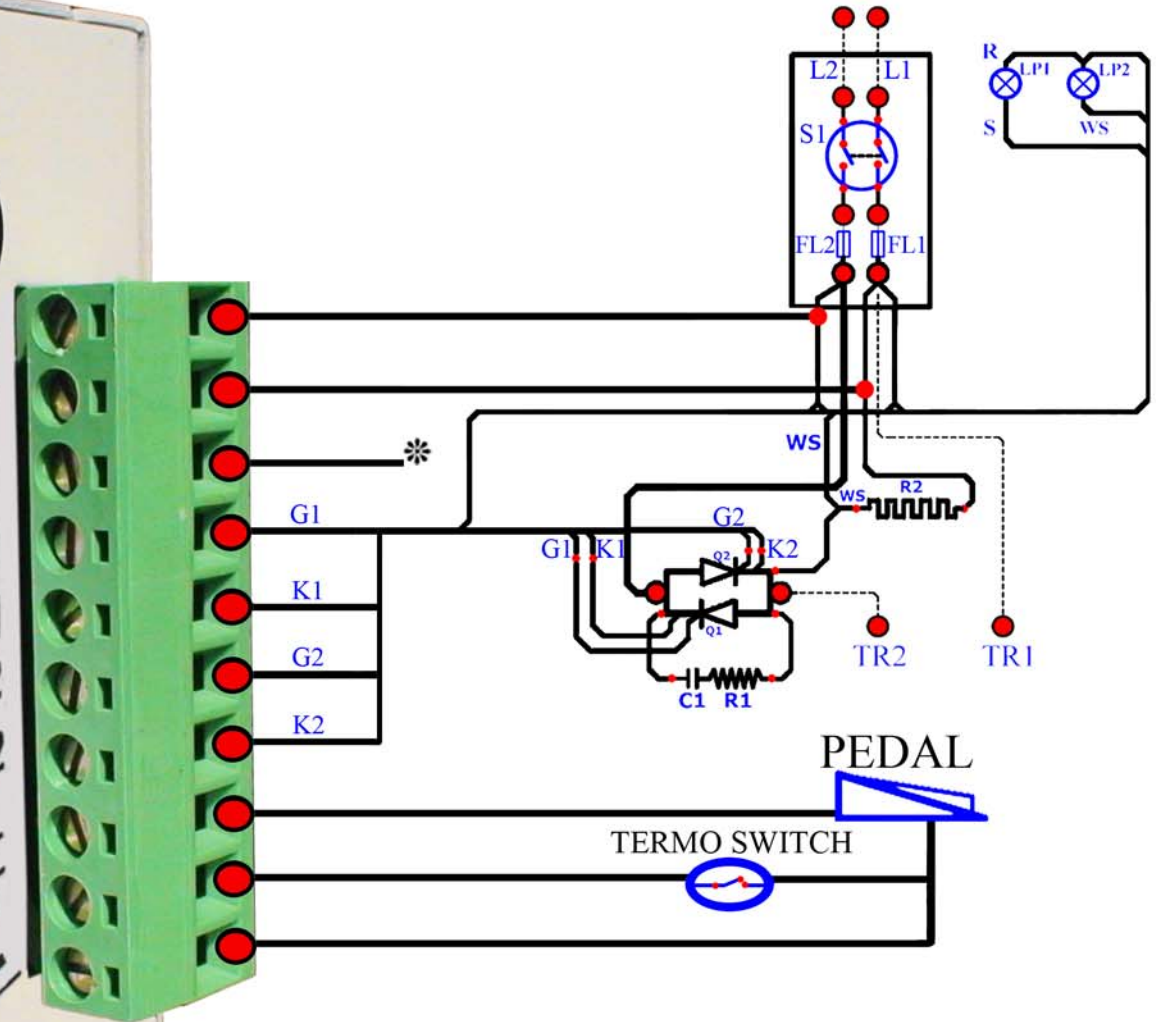 L2 L1
S1
FL2 FL1
R LP1 LP2
S WS
WS
WS R2
G1
G1 K1 G2 K2
Q2
K1
Q1
G2
TR2 TR1
C1 R1
K2
PEDAL
TERMO SWITCH